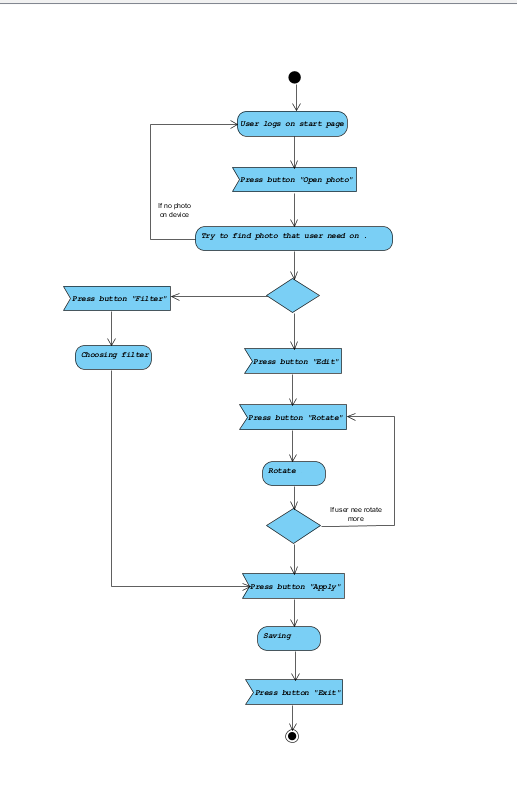 User logs on start page
Press button "Open photo"
If no photo
on device
Try to find photo that user need on .
Press button "Filter"
Choosing filter
Press button "Edit"
Press button "Rotate"
Rotate
If user nee rotate
more
Press button "Apply"
Saving
Press button "Exit"